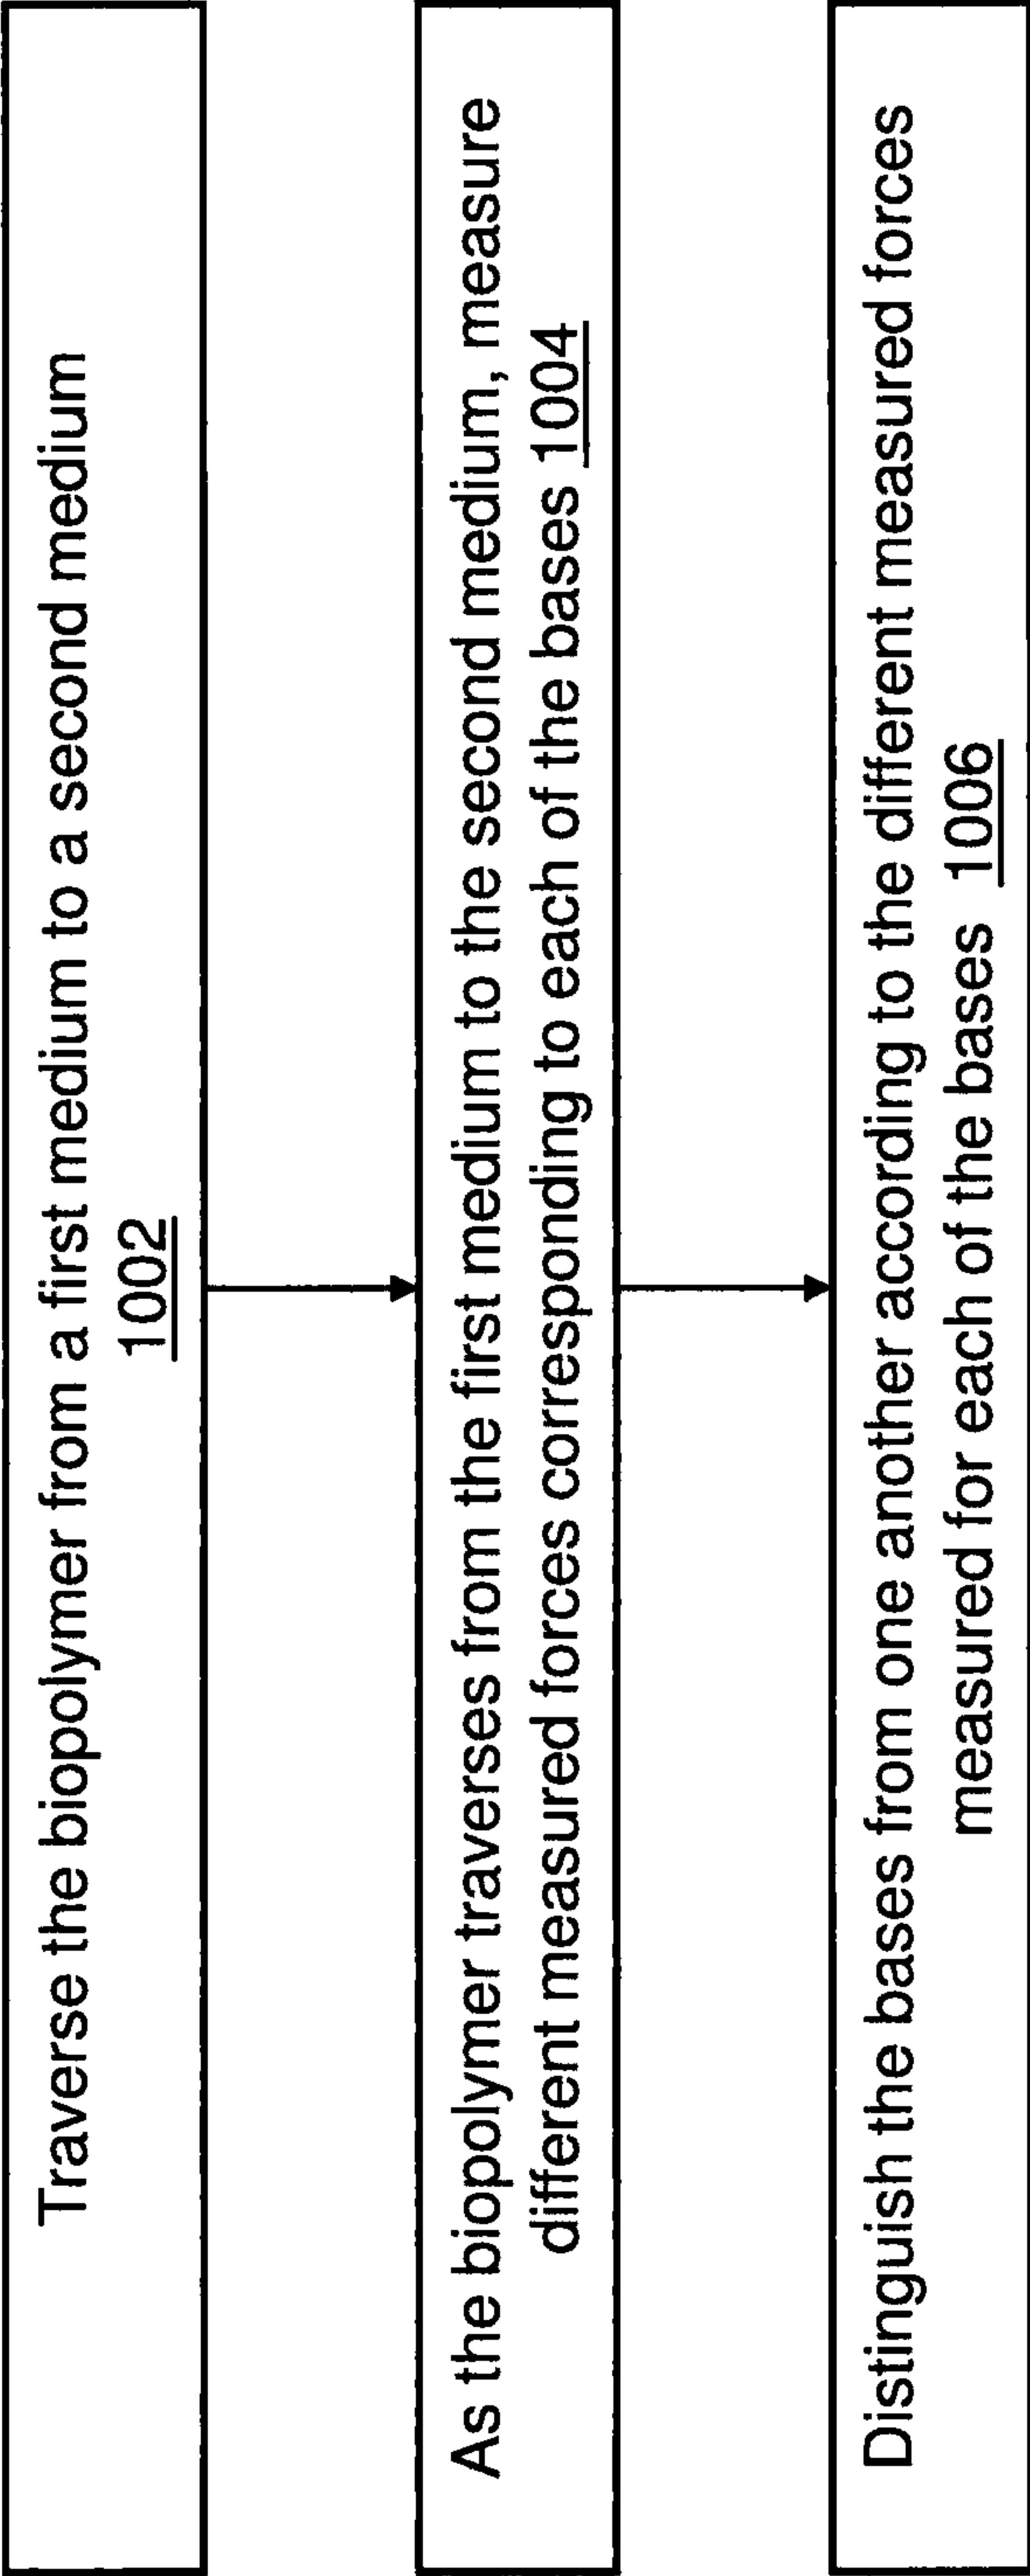 Traverse the biopolymer from a first medium to a second medium
1002
As the biopolymer traverses from the first medium to the second medium, measure
different measured forces corresponding to each of the bases 1004
Distinguish the bases from one another according to the different measured forces
measured for each of the bases 1006